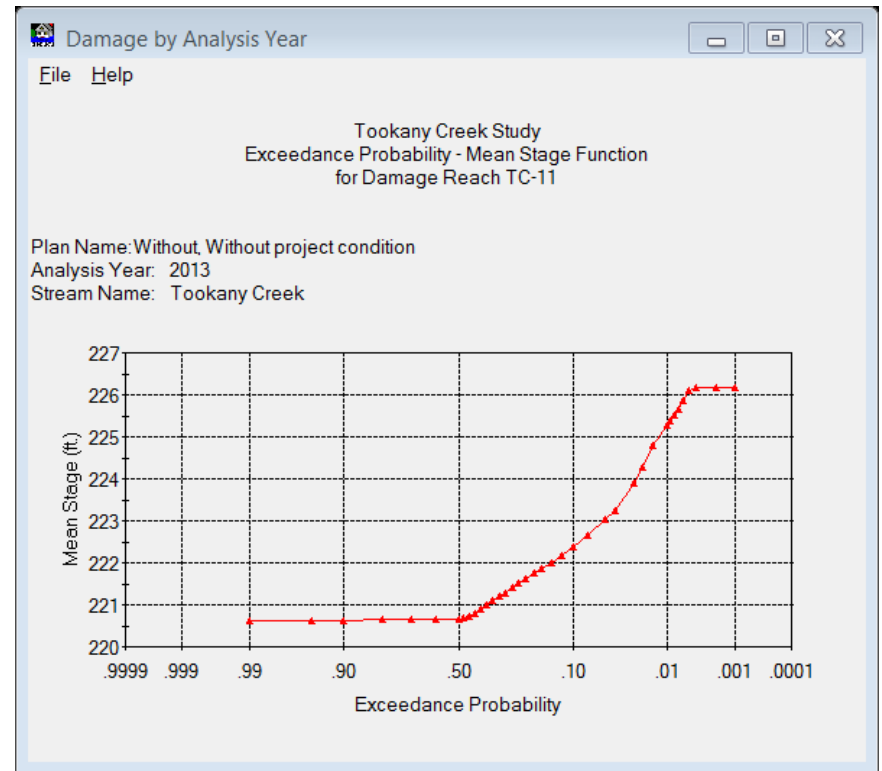 Damage by Analysis Year
File Help
Tookany Creek Study
Exceedance Probability - Mean Stage Function
for Damage Reach TC-11
Plan Name:Without, Without project condition
Analysis Year: 2013
Stream Name: Tookany Creek
227
226
225
224
223
222
221
220
Mean Stage (ft.)
.9999 .999 .99 .90 .50 .10 .01 .001 .0001
Exceedance Probability